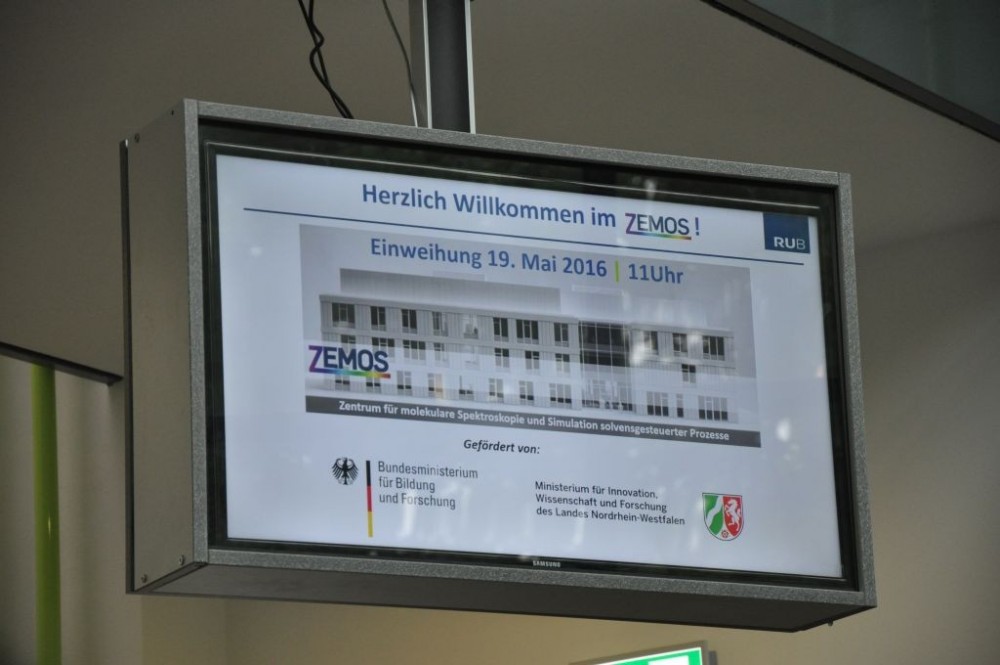 Herzlich Willkommen im ZEMOS!
RUB
Einweihung 19. Mai 2016 | 11Uhr
ZEMOS
Zentrum für molekulare Spektroskopie und Simulation solvensgesteuerter Prozesse
Gefördert von:
Bundesministerium
für Bildung
und Forschung
Ministerium für Innovation,
Wissenschaft und Forschung
des Landes Nordrhein-Westfalen
SAMSUNG